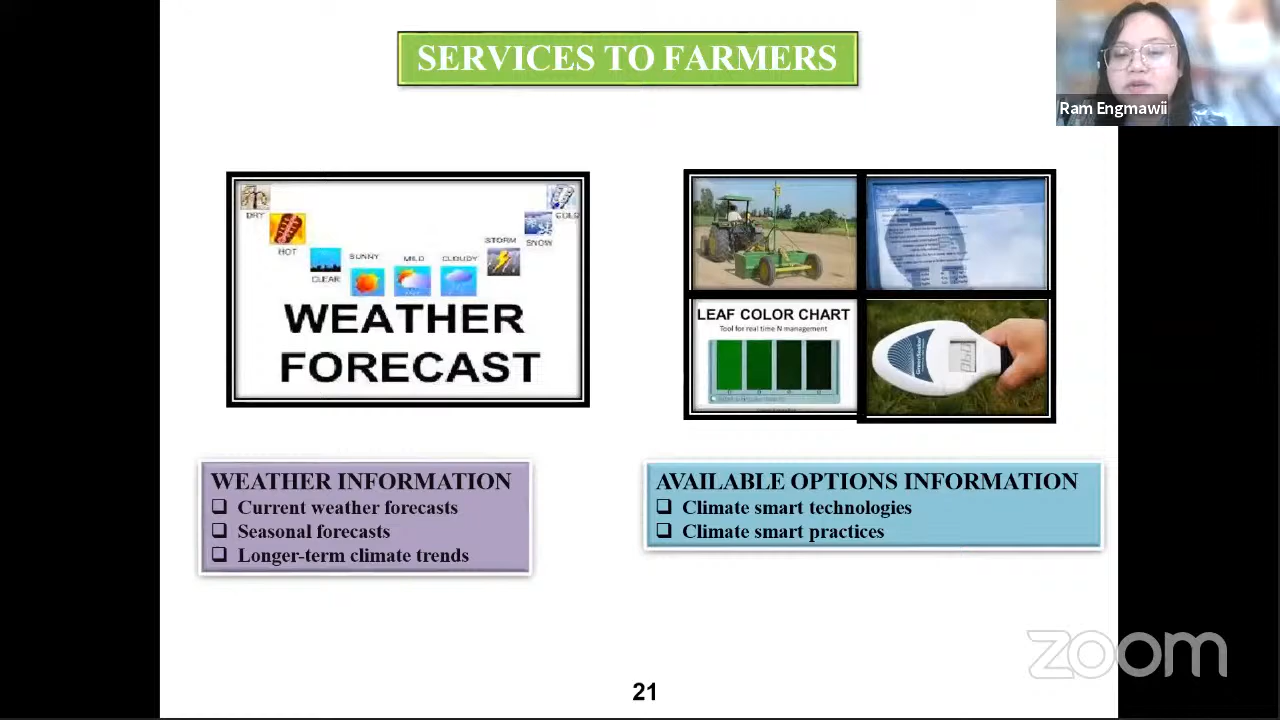 SERVICES TO FARMERS
Ram Engmawii
DRY
HOT
CLEAR
SUNNY
MILD
CLOUDY
STORM
SNOW
COLD
WEATHER
FORECAST
LEAF COLOR CHART
Tool for real time N management
GreenSeeker
WEATHER INFORMATION
❑ Current weather forecasts
❑ Seasonal forecasts
❑ Longer-term climate trends
AVAILABLE OPTIONS INFORMATION
❑ Climate smart technologies
❑ Climate smart practices
zoom
21